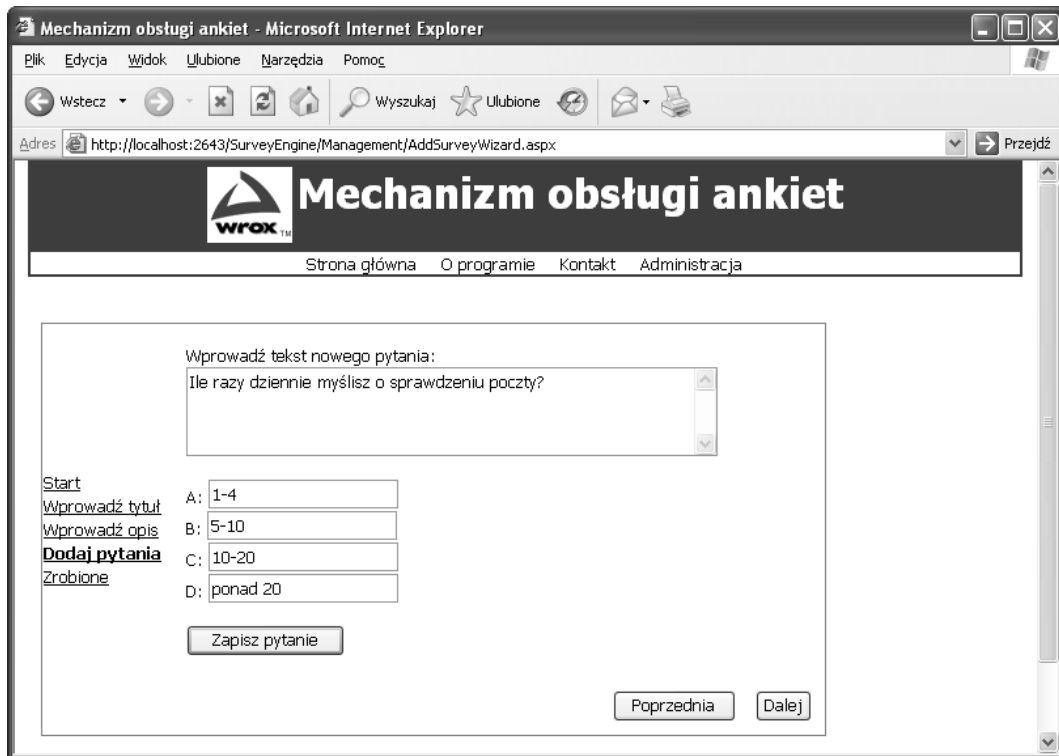 Mechanizm obsługi ankiet - Microsoft Internet Explorer
Plik Edycja Widok Ulubione Narzędzia Pomoc
Wstecz Wyszukaj Ulubione
Adres http://localhost:2643/SurveyEngine/Management/AddSurveyWizard.aspx Przejdź
wrox TM Mechanizm obsługi ankiet
Strona główna O programie Kontakt Administracja
Wprowadź tekst nowego pytania:
Ile razy dziennie myślisz o sprawdzeniu poczty?
Start
Wprowadź tytuł
Wprowadź opis
Dodaj pytania
Zrobione
A: 1-4
B: 5-10
C: 10-20
D: ponad 20
Zapisz pytanie
Poprzednia Dalej